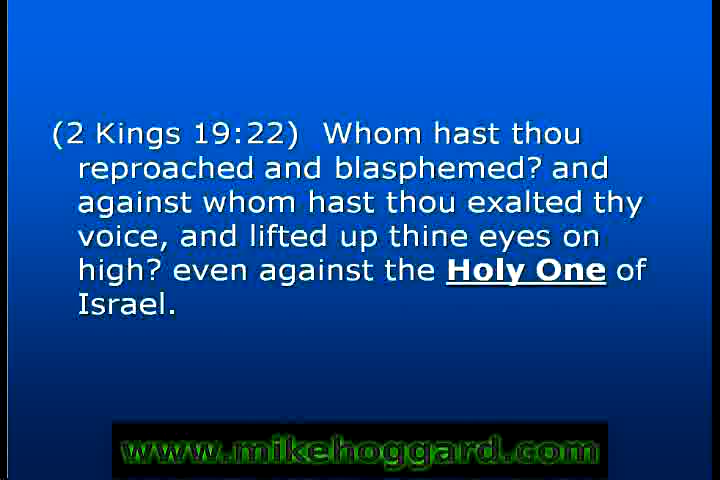 (2 Kings 19:22)  Whom hast thou
reproached and blasphemed? and
against whom hast thou exalted thy
voice, and lifted up thine eyes on
high? even against the Holy One of
Israel.
www.mikehoggard.com